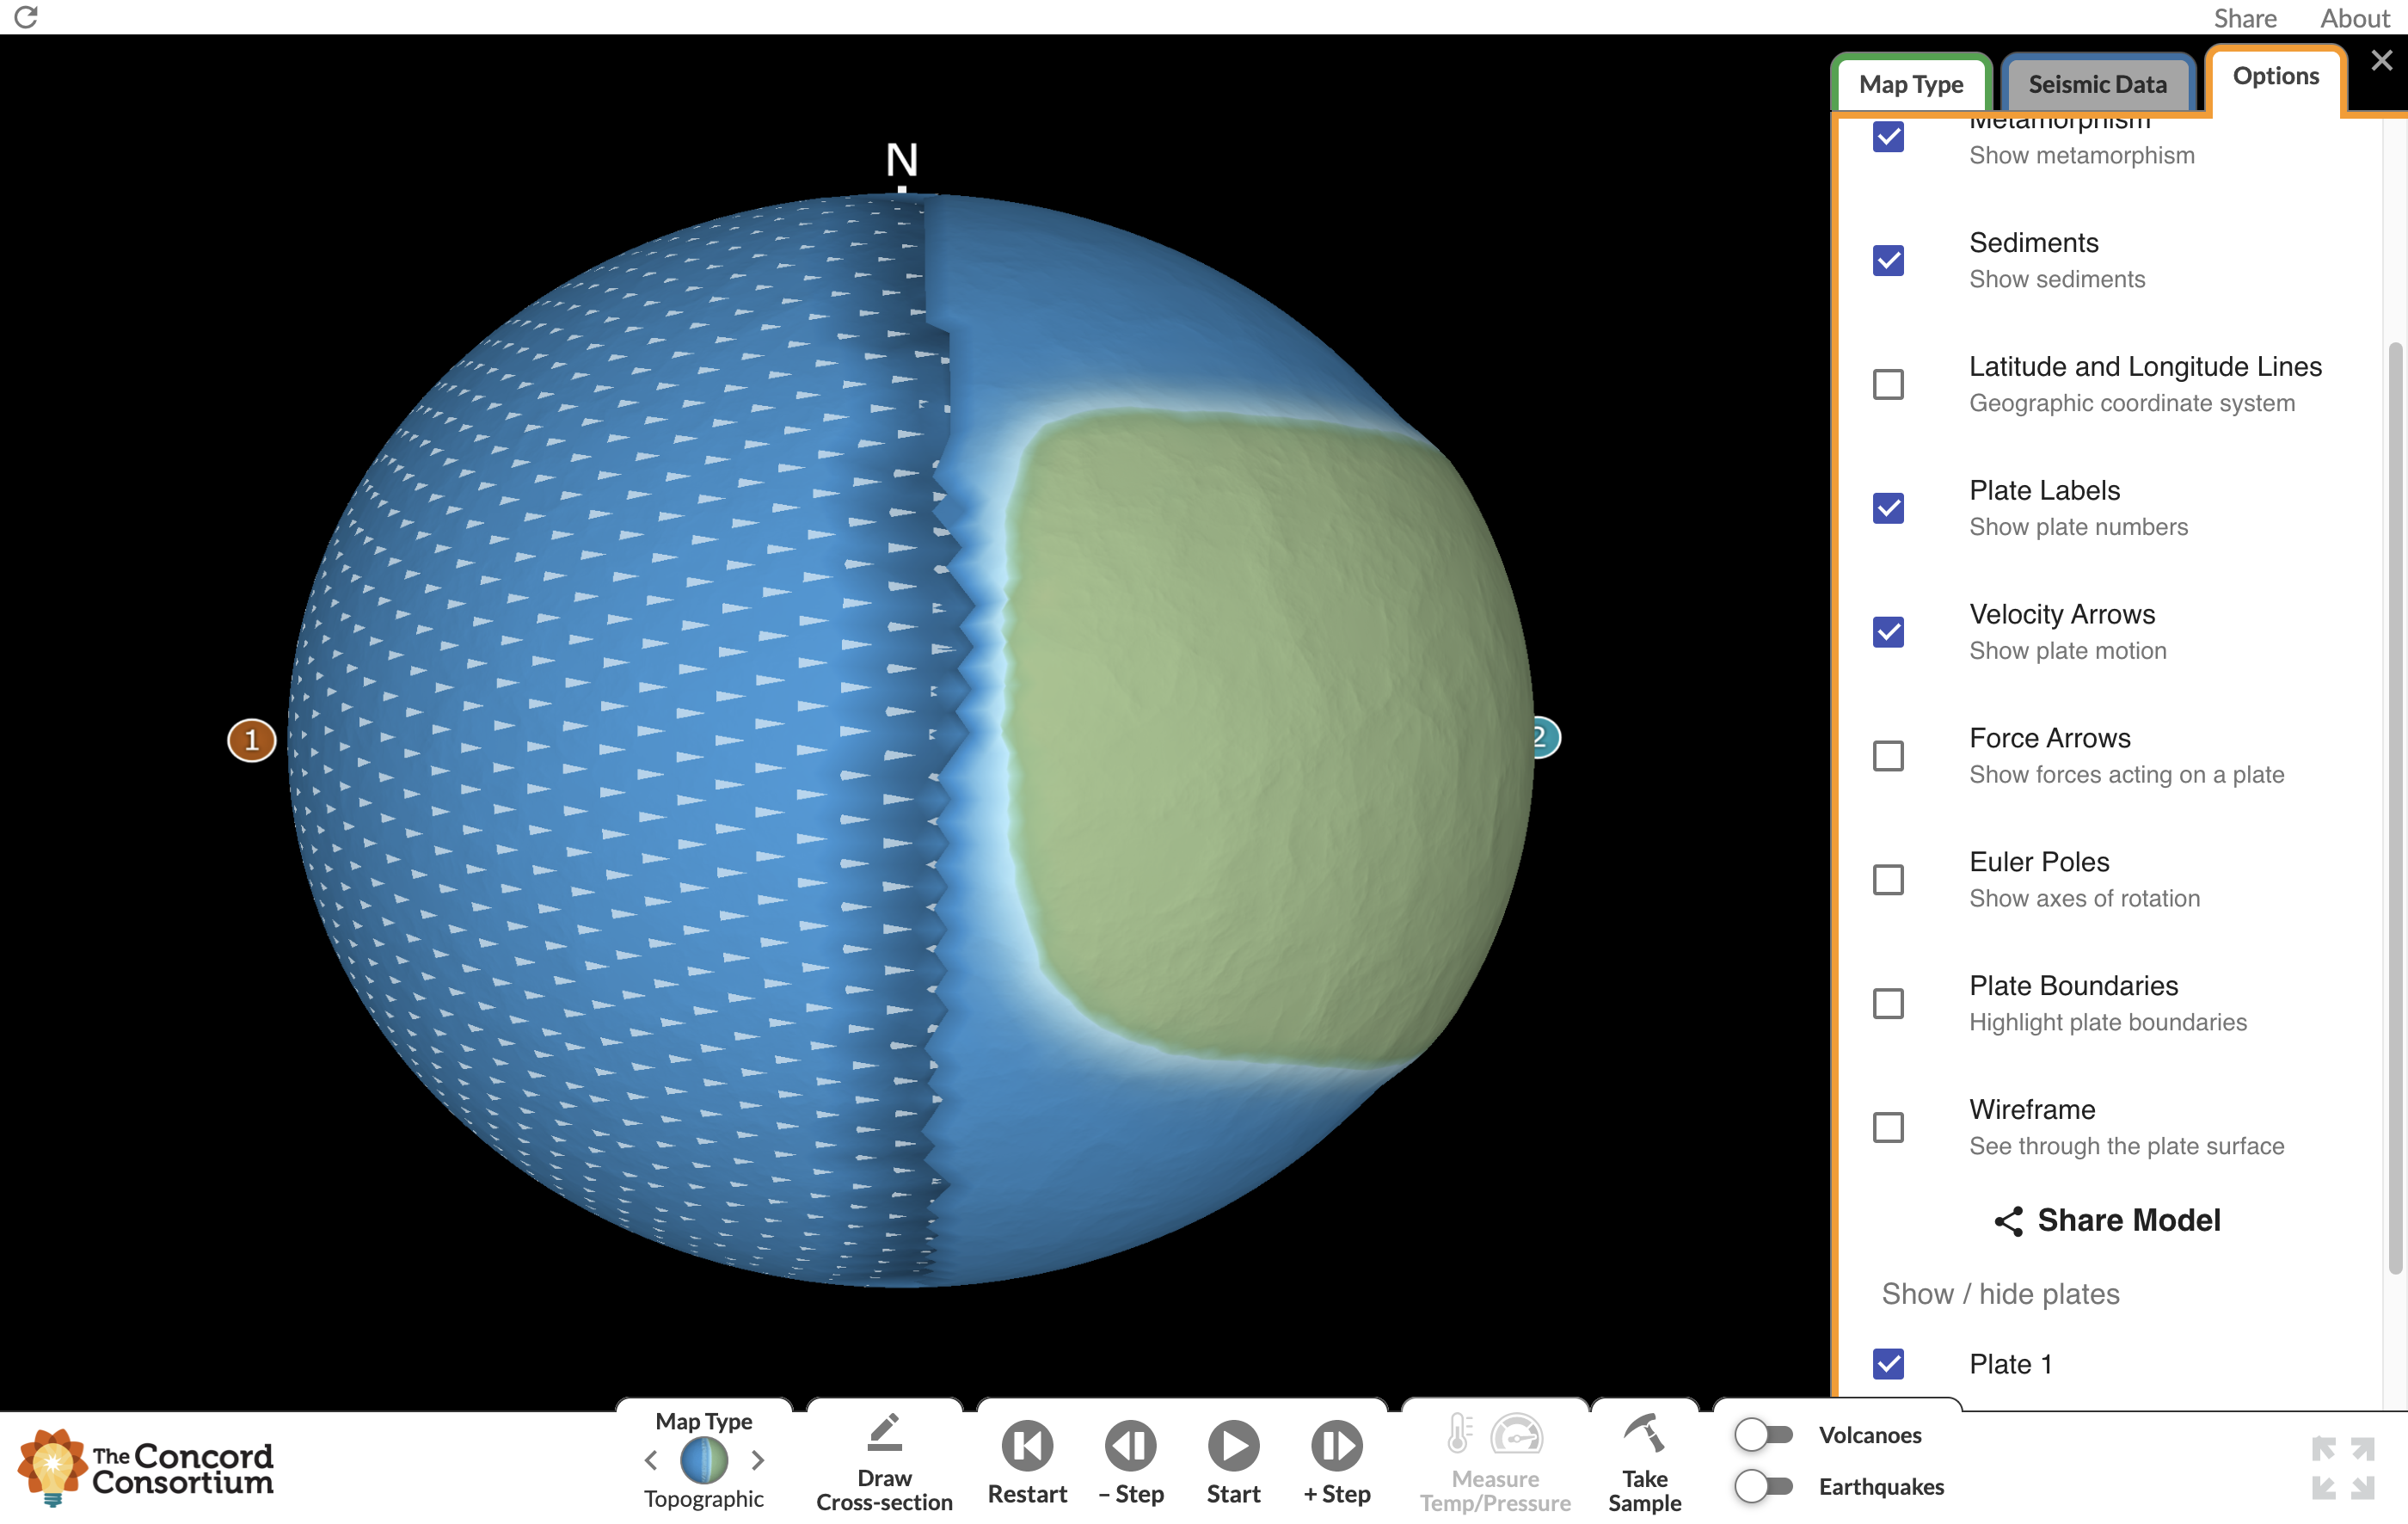 Share
About
Map Type
Seismic Data
Options
N
Metamorphism
Show metamorphism
Sediments
Show sediments
Latitude and Longitude Lines
Geographic coordinate system
Plate Labels
Show plate numbers
Velocity Arrows
Show plate motion
Force Arrows
Show forces acting on a plate
Euler Poles
Show axes of rotation
Plate Boundaries
Highlight plate boundaries
Wireframe
See through the plate surface
Share Model
Show / hide plates
Plate 1
1
2
The Concord
Consortium
Map Type
Topographic
Draw
Cross-section
Restart
– Step
Start
+ Step
Measure
Temp/Pressure
Take
Sample
Volcanoes
Earthquakes